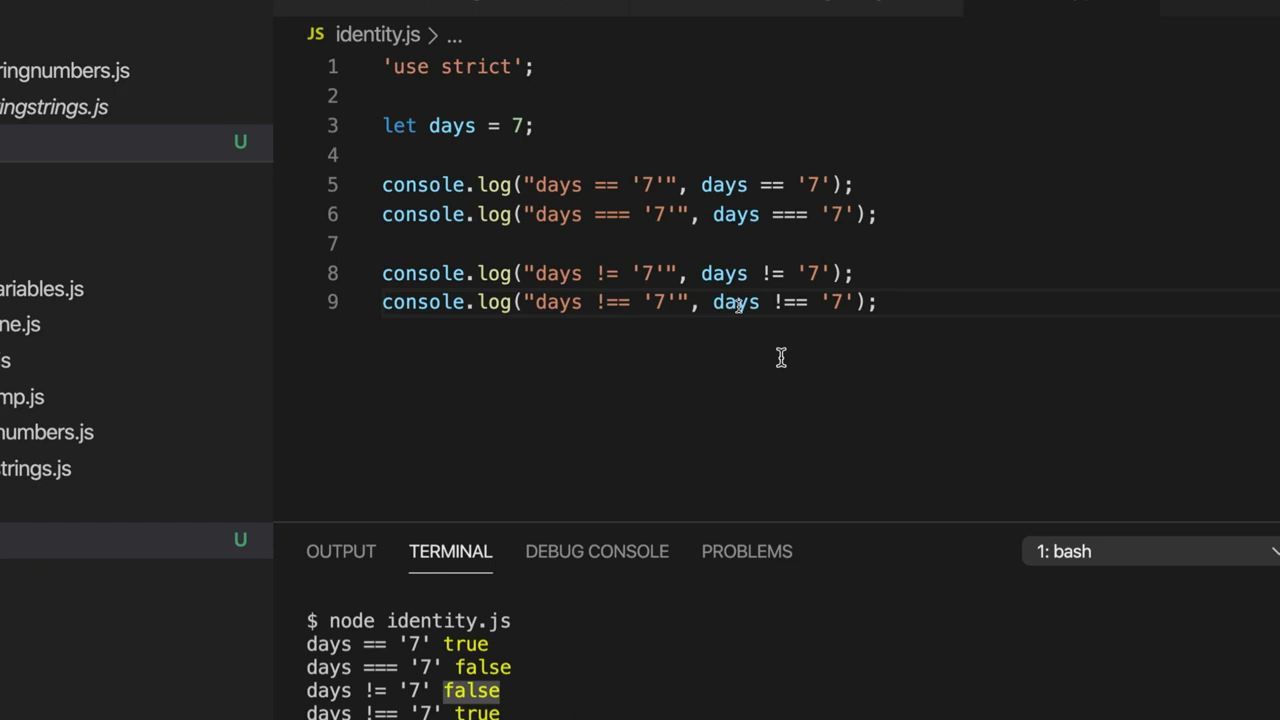 ringnumbers.js
ingstrings.js
U
ariables.js
ne.js
s
mp.js
numbers.js
trings.js
U
JS identity.js > ...
1 'use strict';
2
3 let days = 7;
4
5 console.log("days == '7'", days == '7');
6 console.log("days === '7'", days === '7');
7
8 console.log("days != '7'", days != '7');
9 console.log("days !== '7'", days !== '7');
OUTPUT TERMINAL DEBUG CONSOLE PROBLEMS 1: bash
$ node identity.js
days == '7' true
days === '7' false
days != '7' false
days !== '7' true